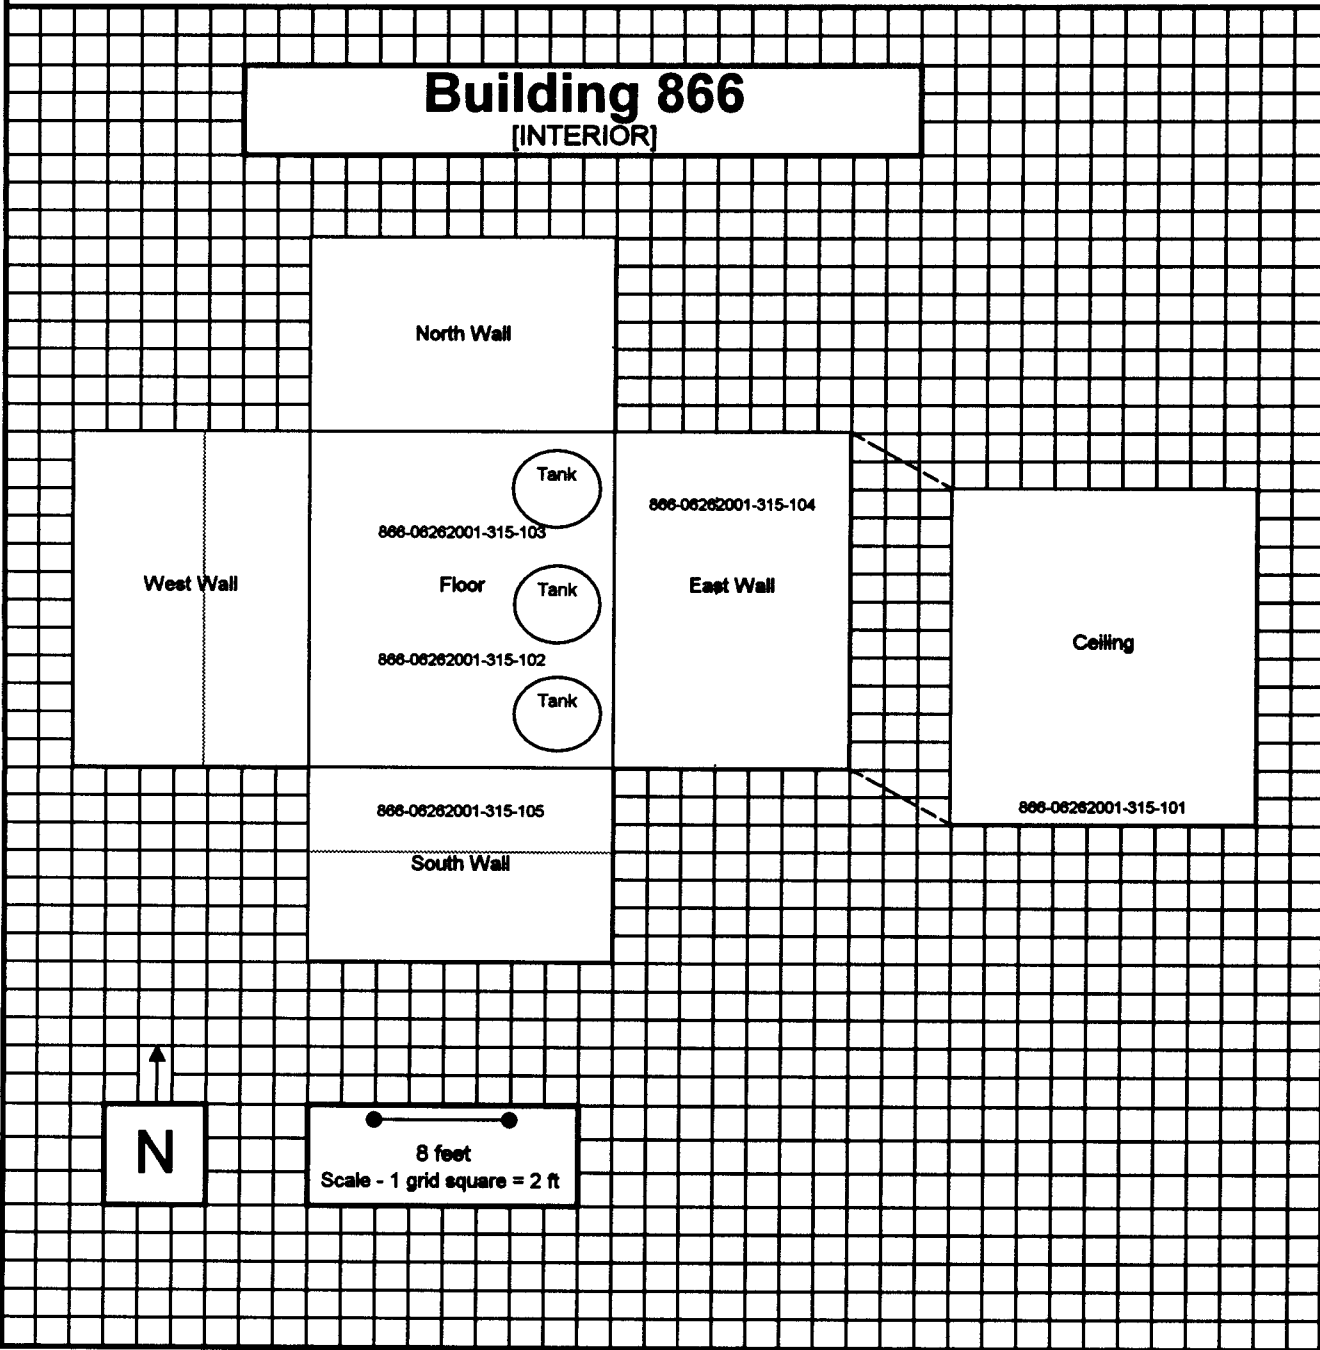 Building 866
[INTERIOR]
North Wall
Tank
866-06262001-315-104
866-06262001-315-103
West Wall
Floor
Tank
East Wall
Ceiling
866-06262001-315-102
Tank
866-06262001-315-101
866-06262001-315-105
South Wall
N
8 feet
Scale - 1 grid square = 2 ft